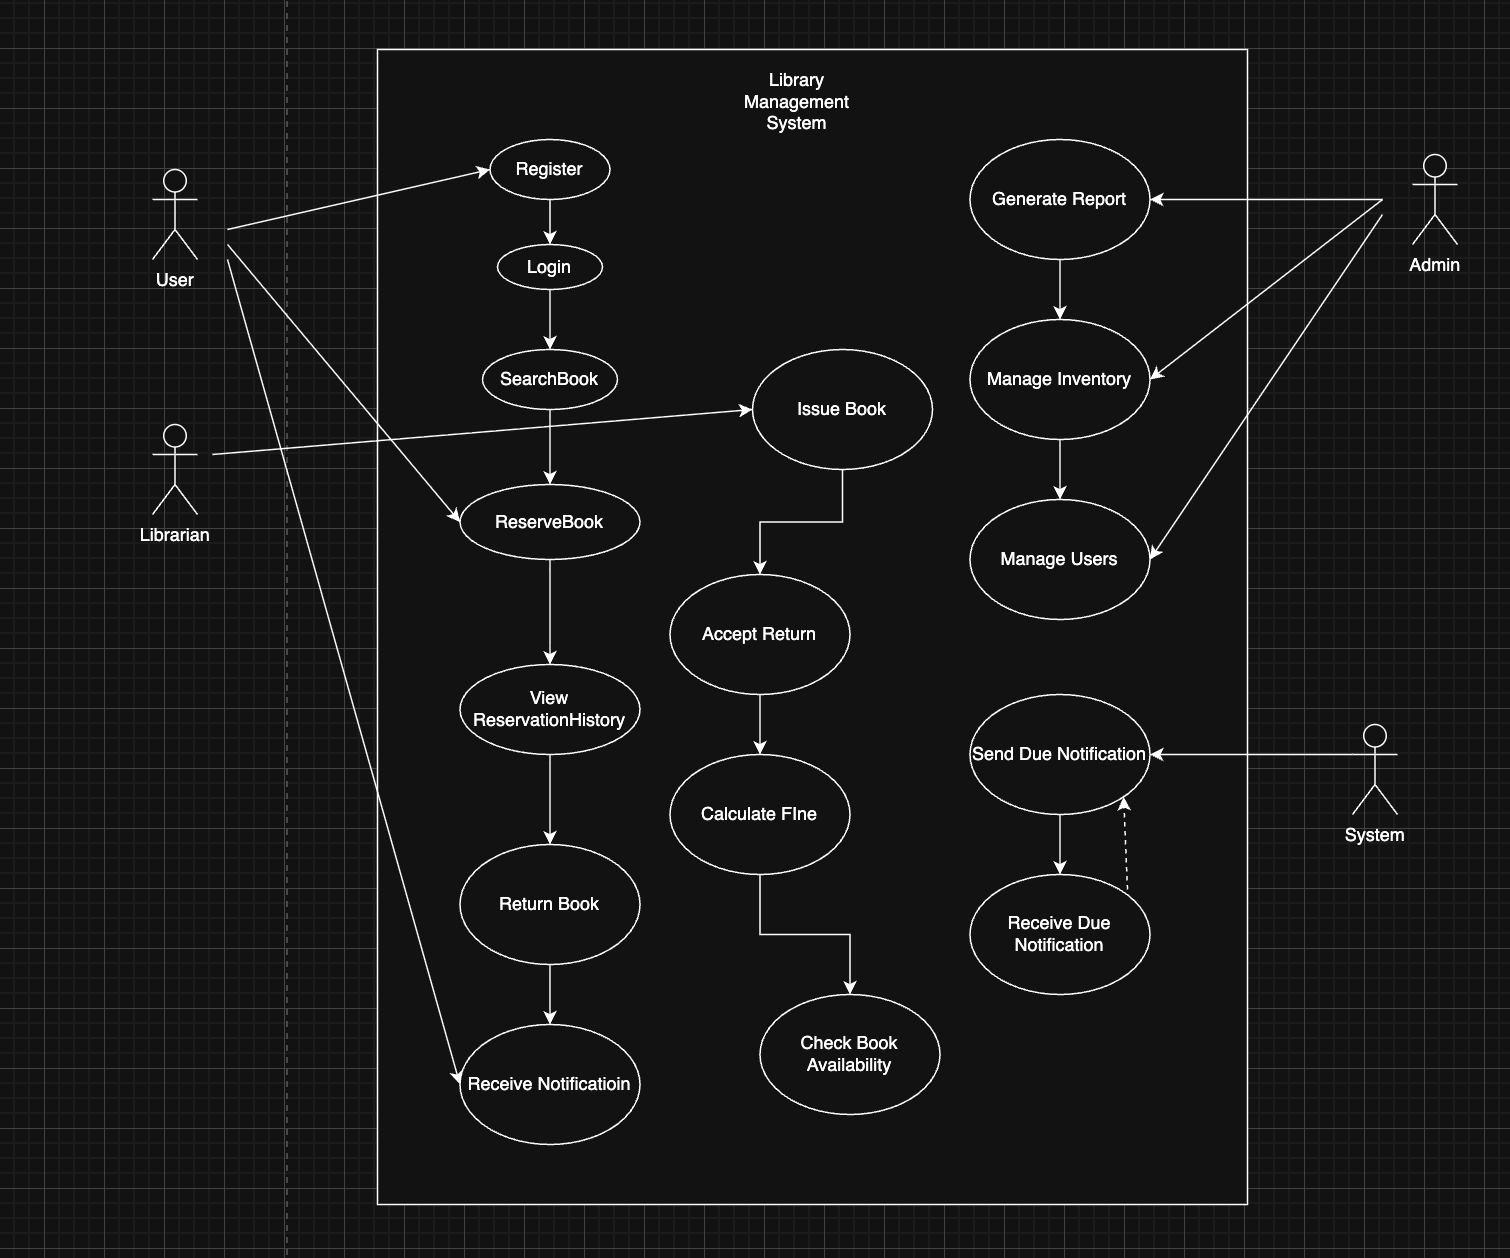 Library
Management
System
Register
Login
SearchBook
ReserveBook
View
ReservationHistory
Return Book
Receive Notificatioin
Issue Book
Accept Return
Calculate FIne
Check Book
Availability
Generate Report
Manage Inventory
Manage Users
Send Due Notification
Receive Due
Notification
User
Librarian
Admin
System